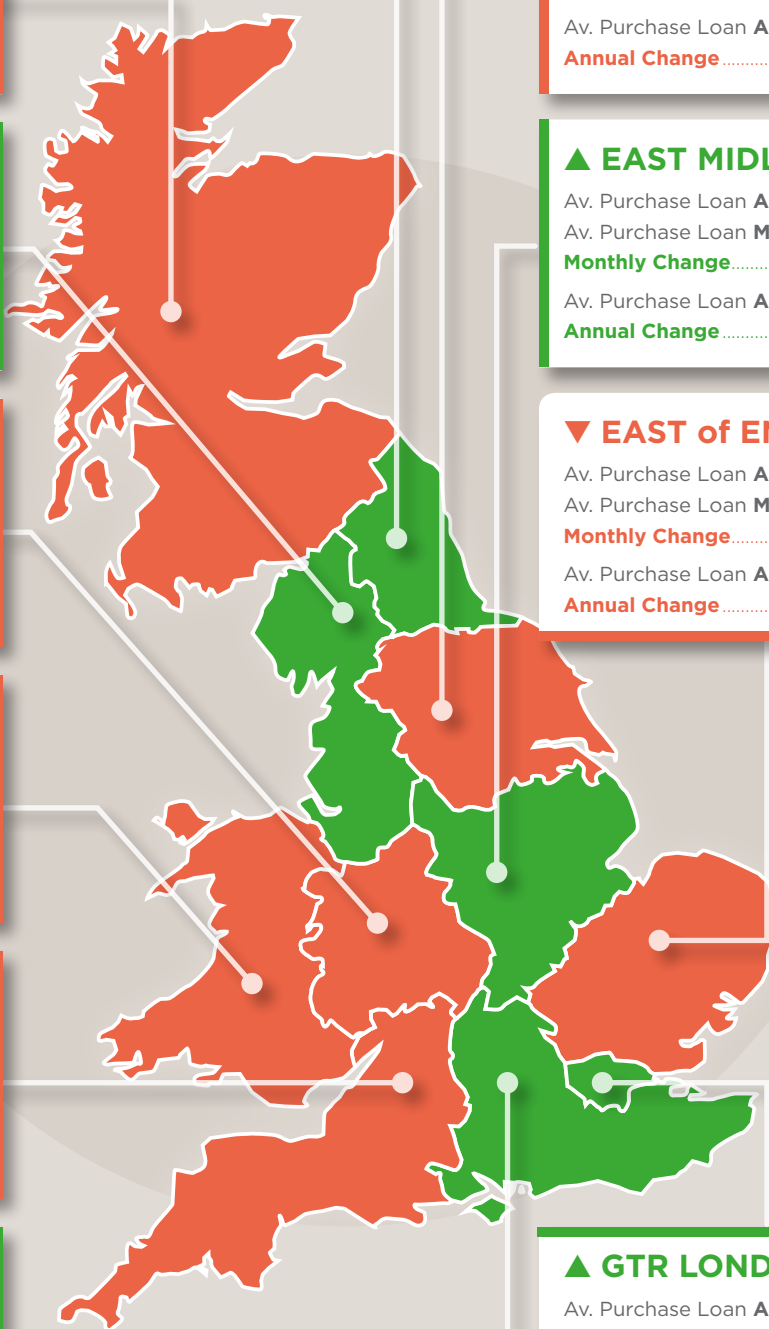 Av. Purchase Loan A
Annual Change
▲ EAST MIDL
Av. Purchase Loan A
Av. Purchase Loan M
Monthly Change
Av. Purchase Loan A
Annual Change
▼ EAST of EN
Av. Purchase Loan A
Av. Purchase Loan M
Monthly Change
Av. Purchase Loan A
Annual Change
▲ GTR LOND
Av. Purchase Loan A